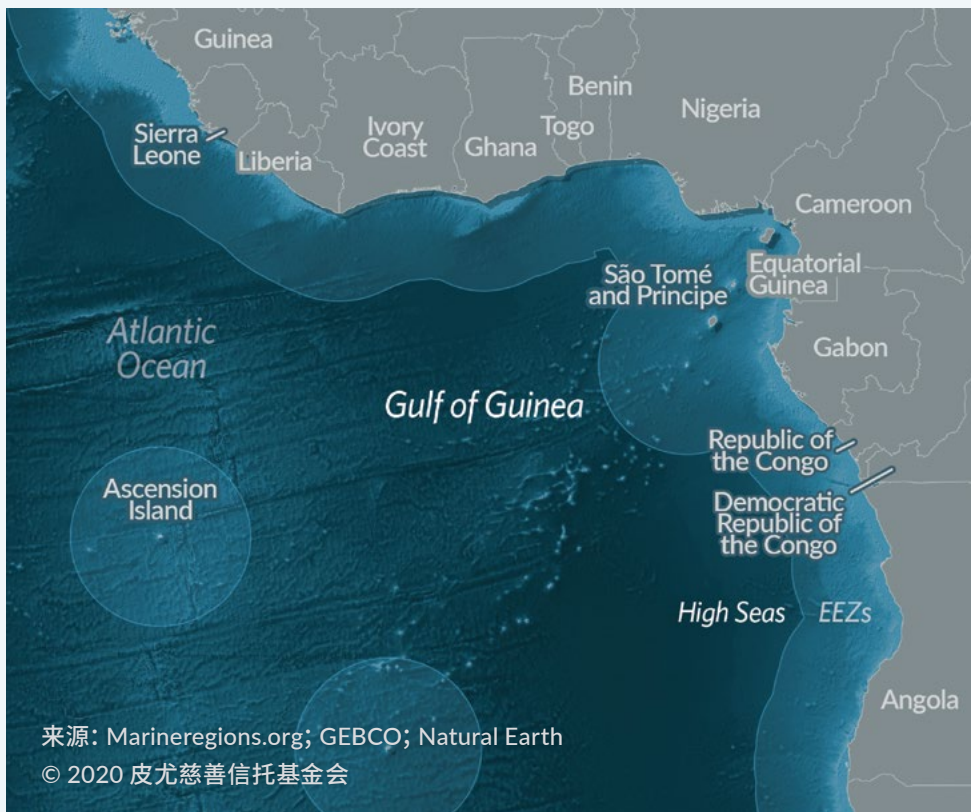 Guinea
Benin
Nigeria
Sierra
Leone
Liberia
Ivory
Coast
Ghana
Togo
Cameroon
São Tomé
and Principe
Equatorial
Guinea
Atlantic
Ocean
Gabon
Gulf of Guinea
Republic of
the Congo
Ascension
Island
Democratic
Republic of
the Congo
High Seas
EEZs
Angola
来源: Marineregions.org; GEBCO; Natural Earth
© 2020 皮尤慈善信托基金会